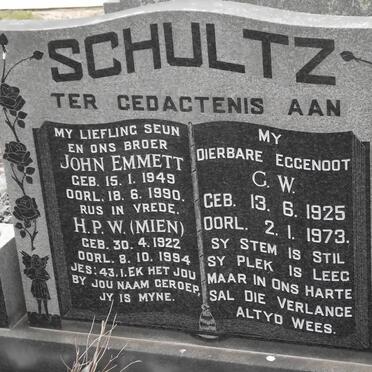 SCHULTZ
TER GEDACTENIS AAN
MY LIEFLING SEUN
EN ONS BROER
JOHN EMMETT
GEB. 15. 1. 1949
OORL. 18. 6. 1990.
RUS IN VREDE.
H.P.W. (MIEN)
GEB. 30. 4. 1922
OORL. 8. 10. 1994
JES: 43.1. EK HET JOU
BY JOU NAAM GEROEP,
JY IS MYNE.
MY
DIERBARE EGGENOOT
G. W.
GEB. 13. 6. 1925
OORL. 2. 1. 1973.
SY STEM IS STIL
SY PLEK IS LEEG
MAAR IN ONS HARTE
SAL DIE VERLANGE
ALTYD WEES.